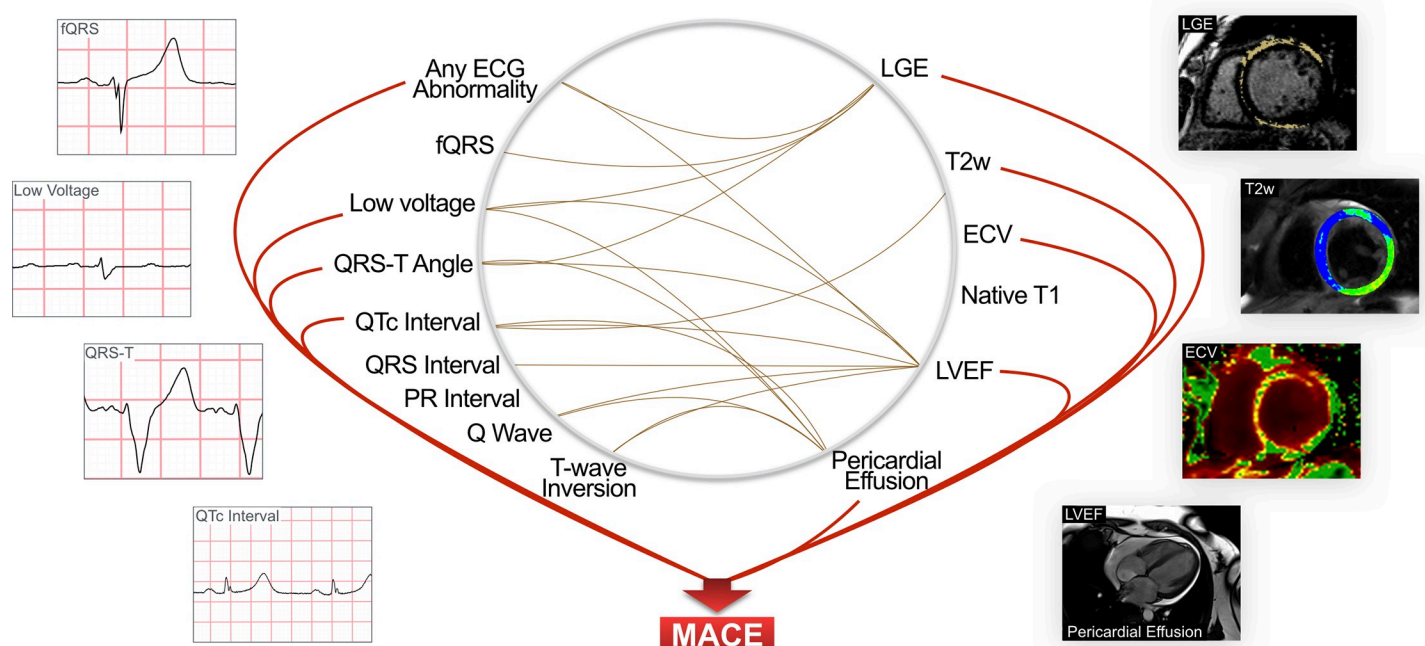 fQRS
Low Voltage
QRS-T
QTc Interval
Any ECG
Abnormality
fQRS
Low voltage
QRS-T Angle
QTc Interval
QRS Interval
PR Interval
Q Wave
T-wave
Inversion
LGE
T2w
ECV
Native T1
LVEF
Pericardial
Effusion
MACE
LGE
T2w
ECV
LVEF
Pericardial Effusion